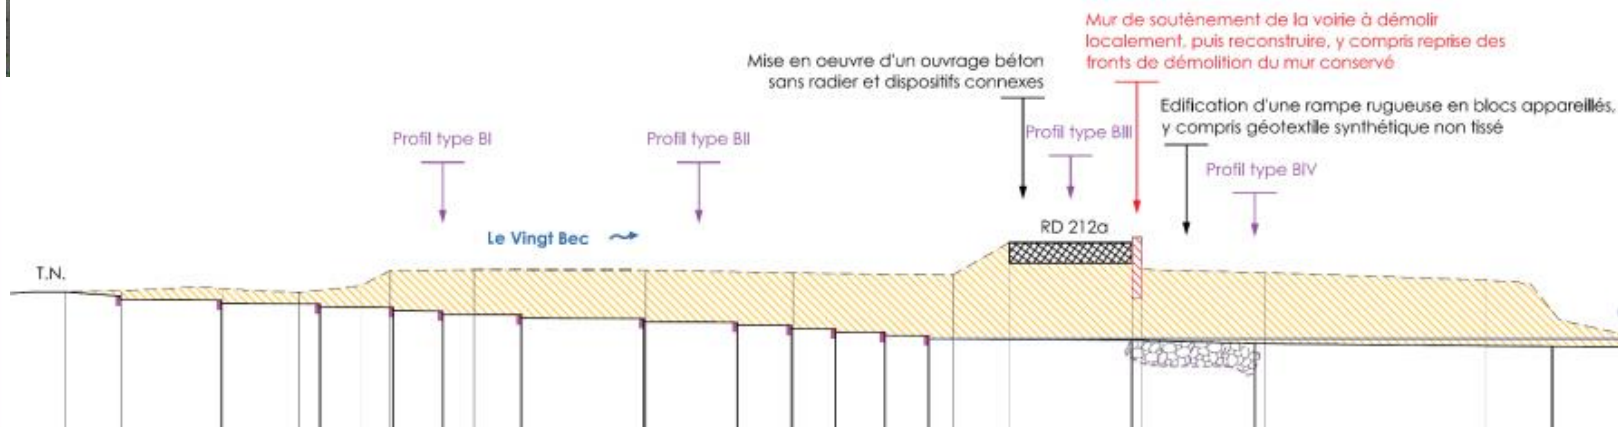 Mur de soutènement de la voirie à démolir
localement, puis reconstruire, y compris reprise des
fronts de démolition du mur conservé
Mise en oeuvre d'un ouvrage béton
sans radier et dispositifs connexes
Edification d'une rampe rugueuse en blocs appareillés,
y compris géotextile synthétique non tissé
Profil type BI
Profil type BII
Profil type BIII
Profil type BIV
Le Vingt Bec
RD 212a
T.N.